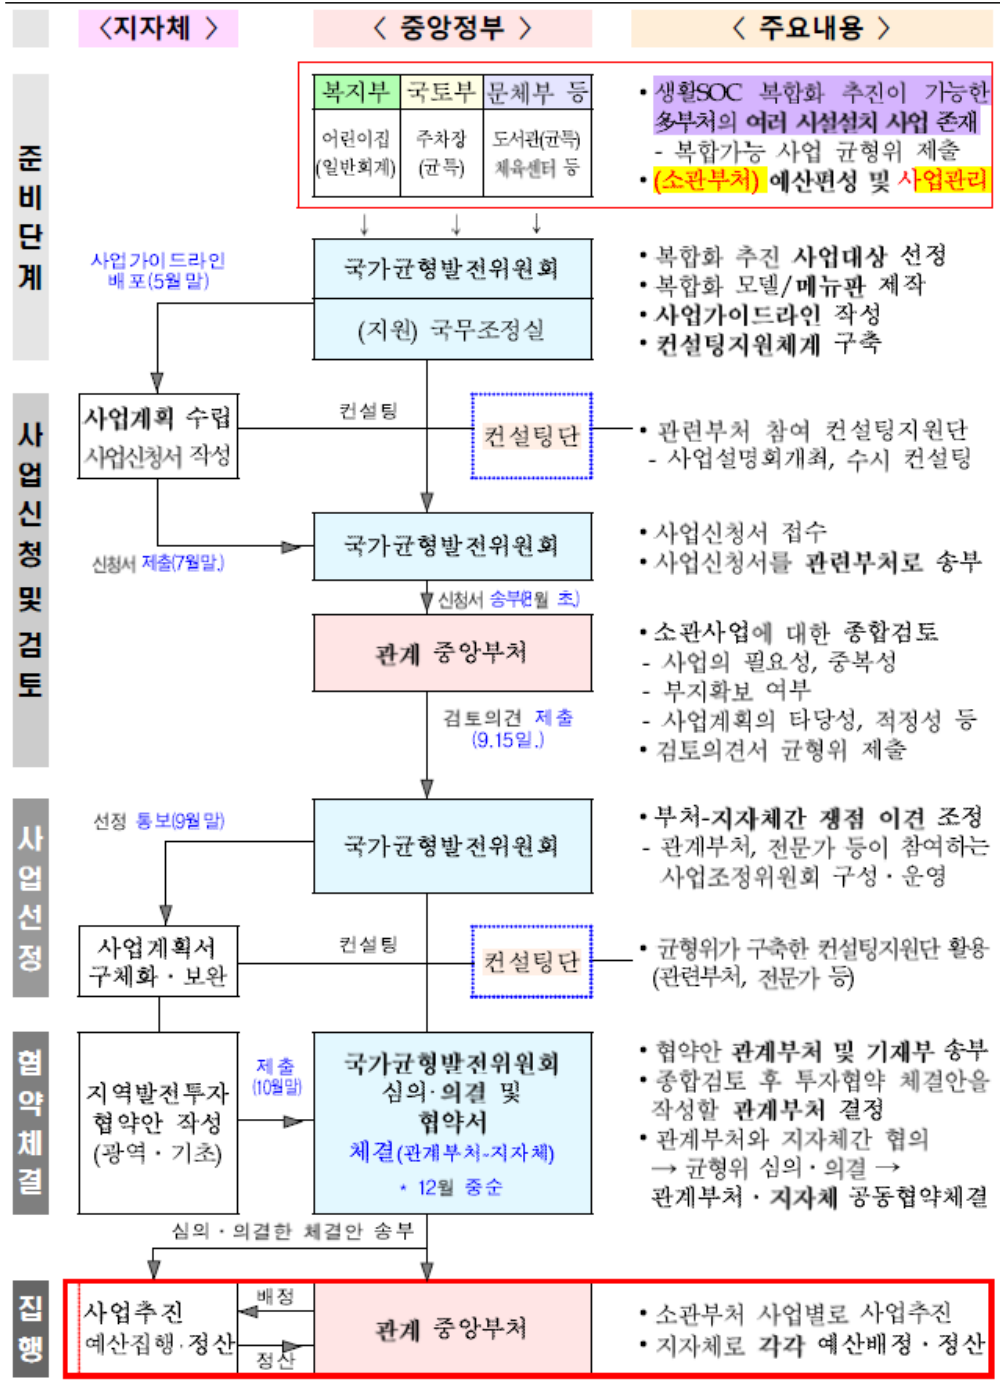 〈지자체 〉
〈 중앙정부 〉
〈 주요내용 〉
준비단계
복지부
국토부
문체부 등
어린이집
(일반회계)
주차장
(균특)
도서관(균특)
체육센터 등
• 생활SOC 복합화 추진이 가능한
多부처의 여러 시설설치 사업 존재
- 복합가능 사업 균형위 제출
• (소관부처) 예산편성 및 사업관리
사업가이드라인
배포(5월말)
국가균형발전위원회
(지원) 국무조정실
• 복합화 추진 사업대상 선정
• 복합화 모델/메뉴판 제작
• 사업가이드라인 작성
• 컨설팅지원체계 구축
사업신청 및 검토
사업계획 수립
사업신청서 작성
컨설팅
컨설팅단
• 관련부처 참여 컨설팅지원단
- 사업설명회개최, 수시 컨설팅
신청서 제출(7월말)
국가균형발전위원회
• 사업신청서 접수
• 사업신청서를 관련부처로 송부
신청서 송부(8월 초)
관계 중앙부처
• 소관사업에 대한 종합검토
- 사업의 필요성, 중복성
- 부지확보 여부
- 사업계획의 타당성, 적정성 등
• 검토의견서 균형위 제출
검토의견 제출
(9.15일.)
사업선정
선정 통보(9월말)
국가균형발전위원회
• 부처-지자체간 쟁점 이견 조정
- 관계부처, 전문가 등이 참여하는
사업조정위원회 구성·운영
사업계획서
구체화·보완
컨설팅
컨설팅단
• 균형위가 구축한 컨설팅지원단 활용
(관련부처, 전문가 등)
협약체결
지역발전투자
협약안 작성
(광역·기초)
제출
(10월말)
국가균형발전위원회
심의·의결 및
협약서
체결(관계부처~지자체)
* 12월 중순
• 협약안 관계부처 및 기재부 송부
• 종합검토 후 투자협약 체결안을
작성할 관계부처 결정
• 관계부처와 지자체간 협의
→ 균형위 심의·의결 →
관계부처·지자체 공동협약체결
심의·의결한 체결안 송부
집행
사업추진
예산집행·정산
배정
정산
관계 중앙부처
• 소관부처 사업별로 사업추진
• 지자체로 각각 예산배정·정산